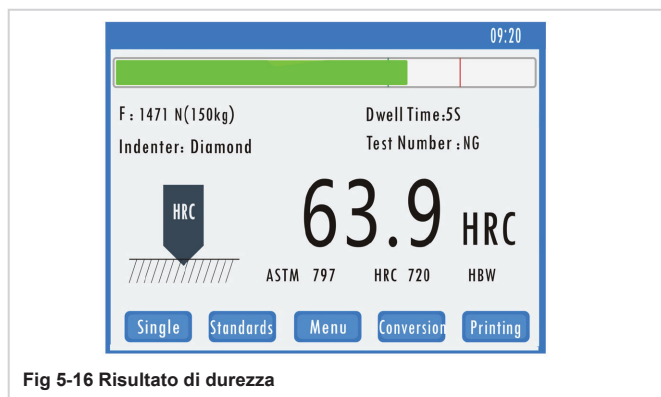 09:20
F: 1471 N(150kg) Dwell Time:5S
Indenter: Diamond Test Number :NG
HRC
63.9 HRC
ASTM 797 HRC 720 HBW
Single Standards Menu Conversion Printing
Fig 5-16 Risultato di durezza